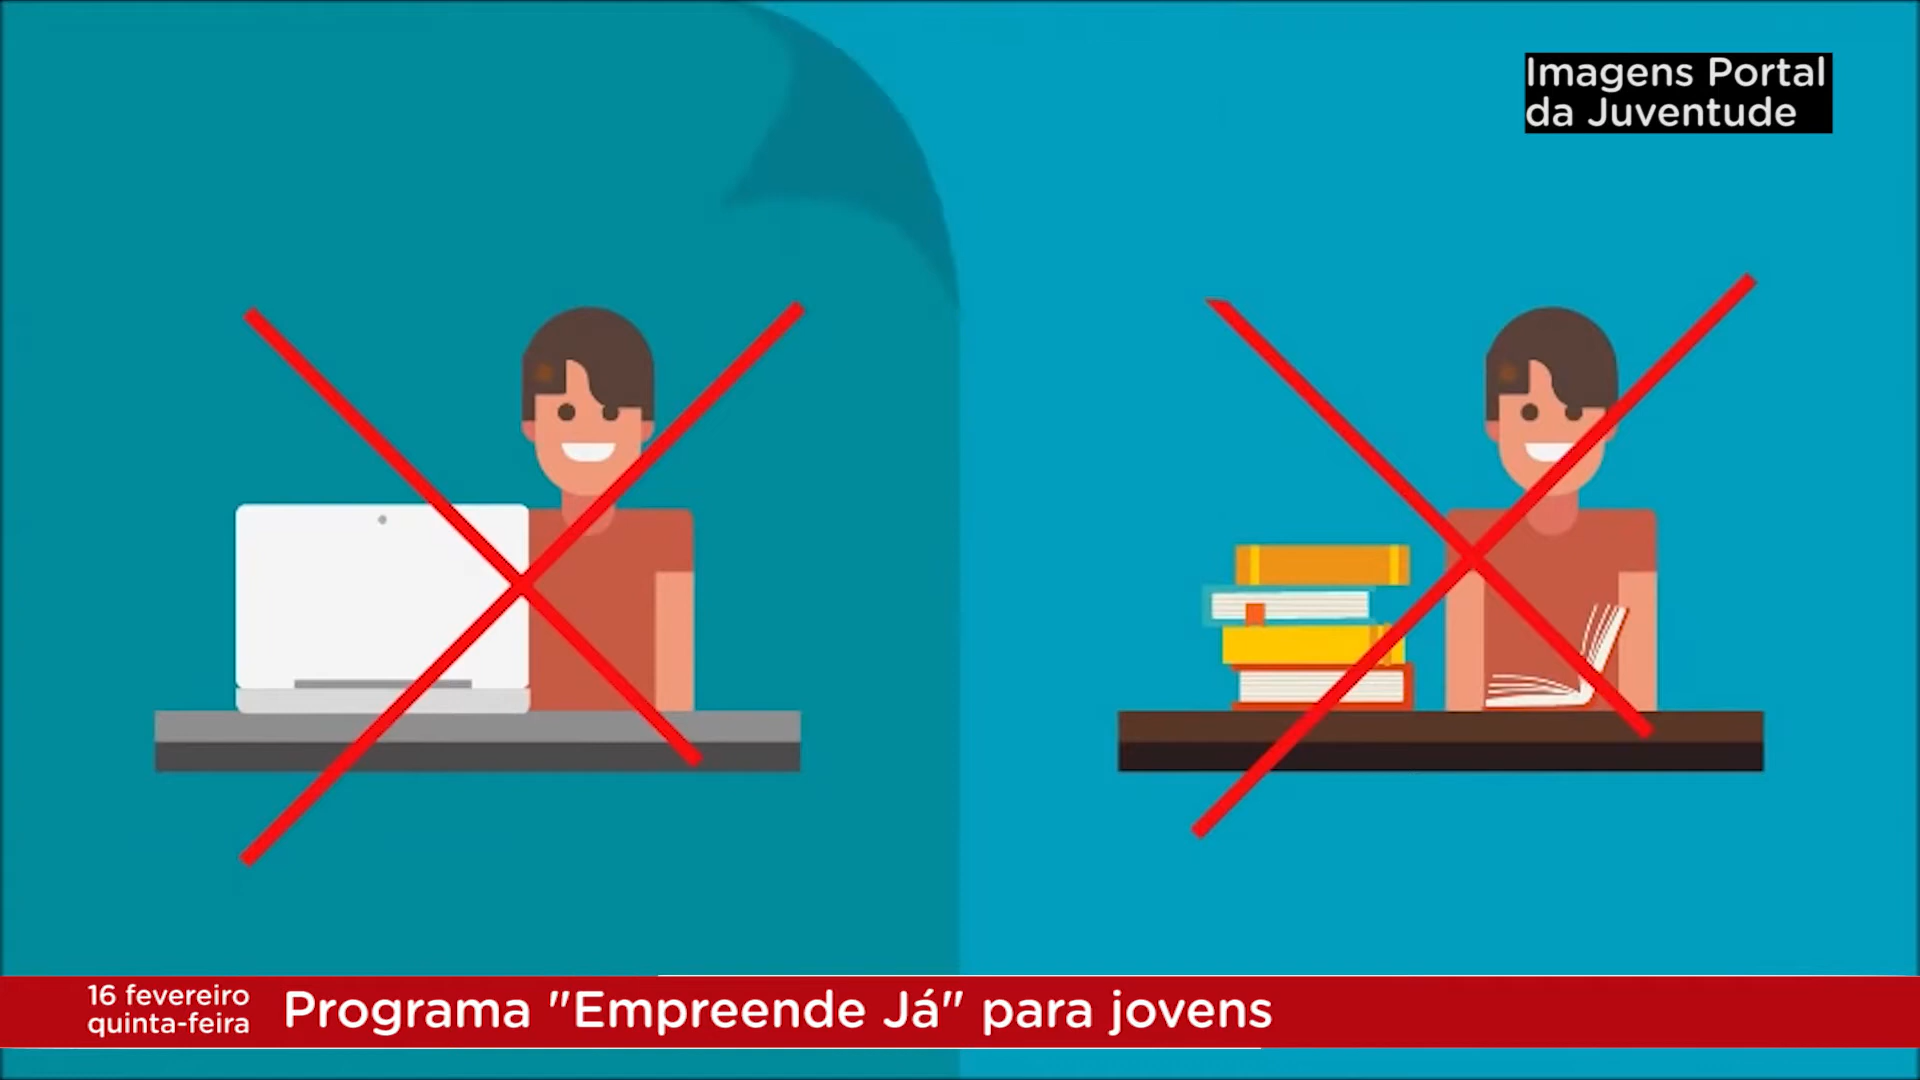 Imagens Portal
da Juventude
16 fevereiro
quinta-feira
Programa "Empreende Já" para jovens